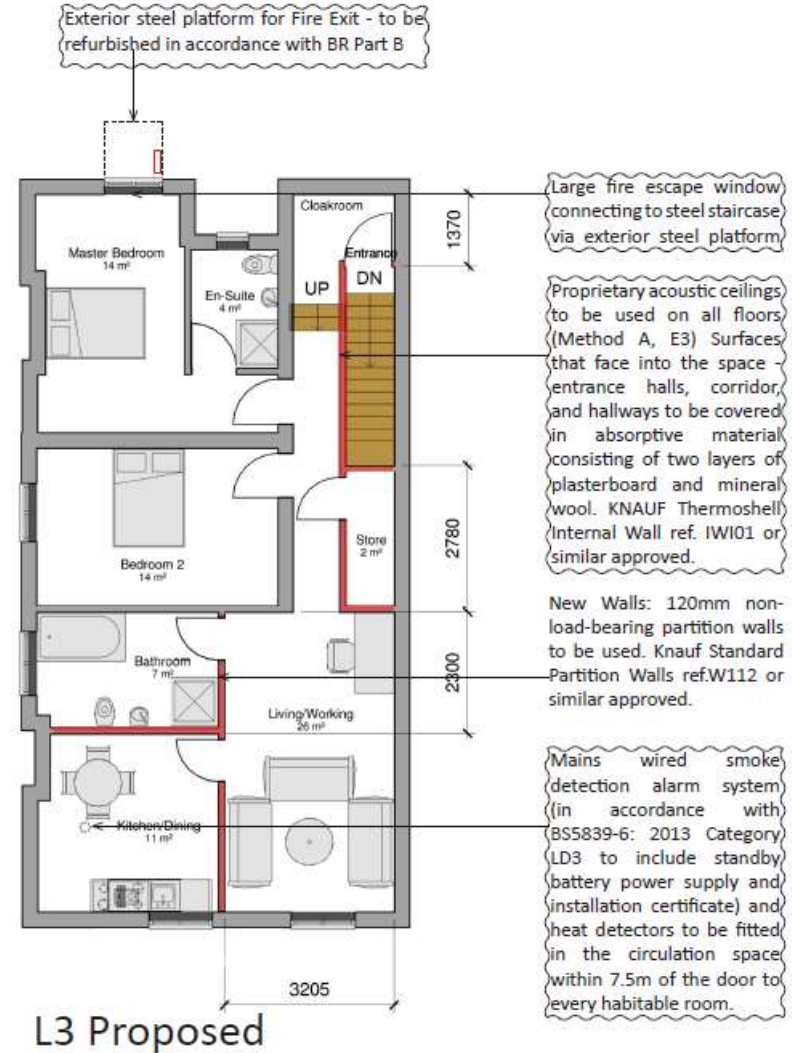 Exterior steel platform for Fire Exit - to be
refurbished in accordance with BR Part B
Large fire escape window
connecting to steel staircase
via exterior steel platform
Cloakroom
Entrance
UP
DN
1370
Master Bedroom
14 m²
En-Suite
4 m²
Proprietary acoustic ceilings
to be used on all floors
(Method A, E3) Surfaces
that face into the space -
entrance halls, corridor,
and hallways to be covered
in absorptive material
consisting of two layers of
plasterboard and mineral
wool. KNAUF Thermoshell
Internal Wall ref. IWI01 or
similar approved.
Bedroom 2
14 m²
Store
2 m²
2780
New Walls: 120mm non-
load-bearing partition walls
to be used. Knauf Standard
Partition Walls ref.W112 or
similar approved.
Bathroom
7 m²
Living/Working
26 m²
2300
Kitchen/Dining
11 m²
Mains wired smoke
detection alarm system
(in accordance with
BS5839-6: 2013 Category
LD3 to include standby
battery power supply and
installation certificate) and
heat detectors to be fitted
in the circulation space
within 7.5m of the door to
every habitable room.
3205
L3 Proposed